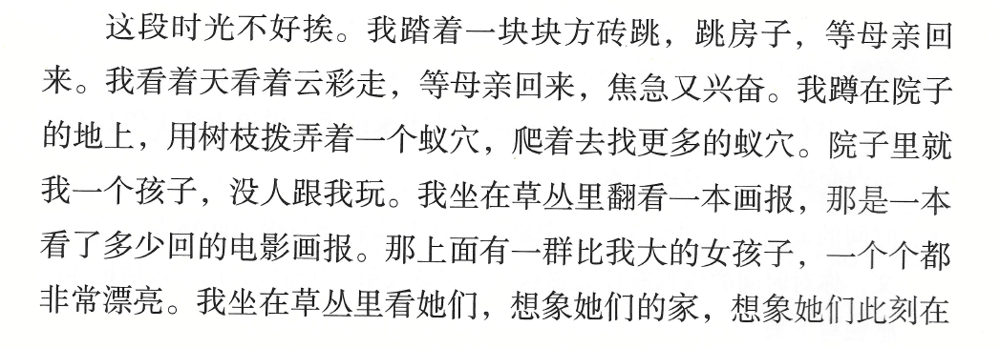 这段时光不好挨。我踏着一块块方砖跳，跳房子，等母亲回
来。我看着天看着云彩走，等母亲回来，焦急又兴奋。我蹲在院子
的地上，用树枝拨弄着一个蚁穴，爬着去找更多的蚁穴。院子里就
我一个孩子，没人跟我玩。我坐在草丛里翻看一本画报，那是一本
看了多少回的电影画报。那上面有一群比我大的女孩子，一个个都
非常漂亮。我坐在草丛里看她们，想象她们的家，想象她们此刻在